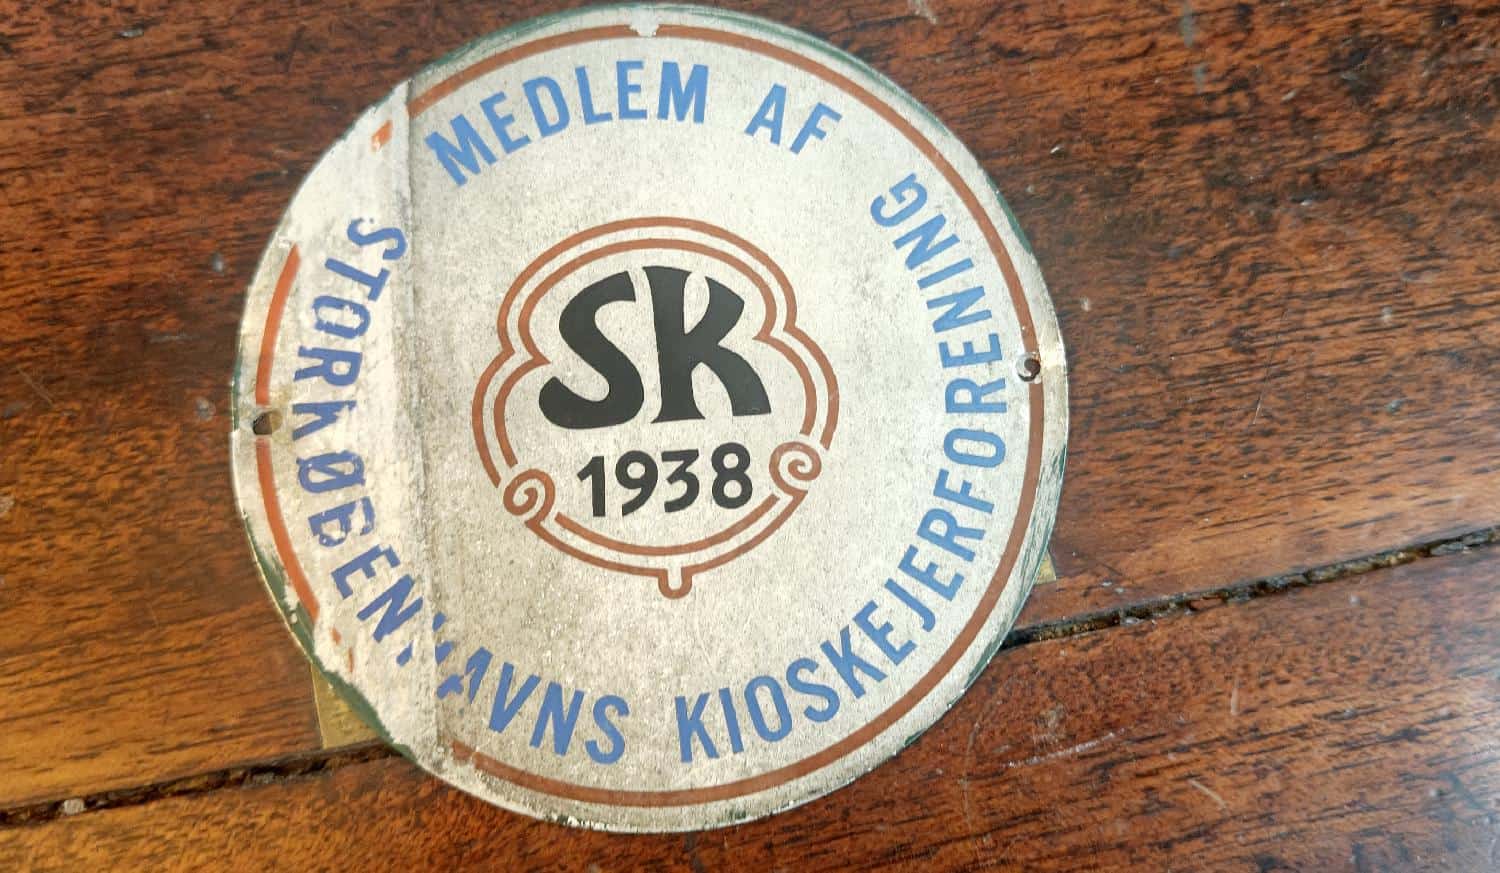 MEDLEM AF
STORKØBENHAVNS KIOSKEJERFORENING
SK
1938